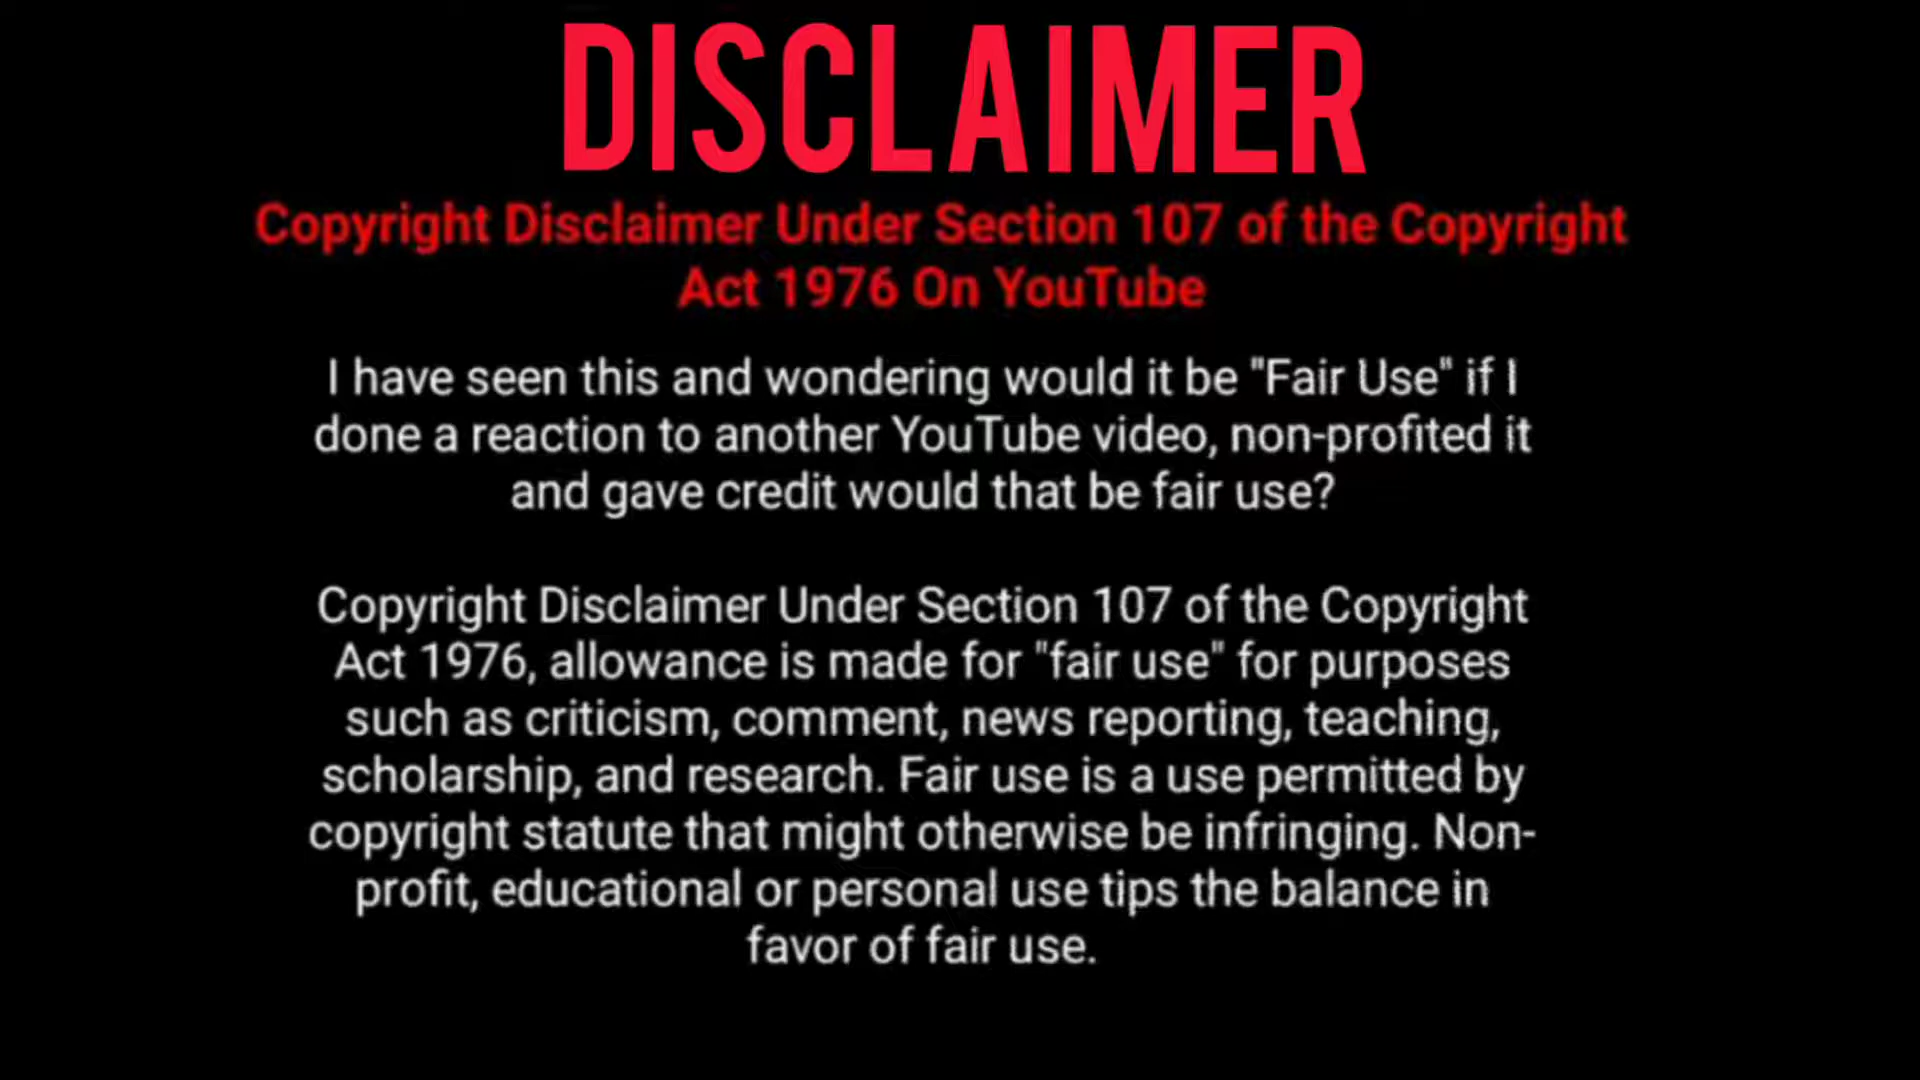 DISCLAIMER
Copyright Disclaimer Under Section 107 of the Copyright
Act 1976 On YouTube
I have seen this and wondering would it be "Fair Use" if I
done a reaction to another YouTube video, non-profited it
and gave credit would that be fair use?
Copyright Disclaimer Under Section 107 of the Copyright
Act 1976, allowance is made for "fair use" for purposes
such as criticism, comment, news reporting, teaching,
scholarship, and research. Fair use is a use permitted by
copyright statute that might otherwise be infringing. Non-
profit, educational or personal use tips the balance in
favor of fair use.